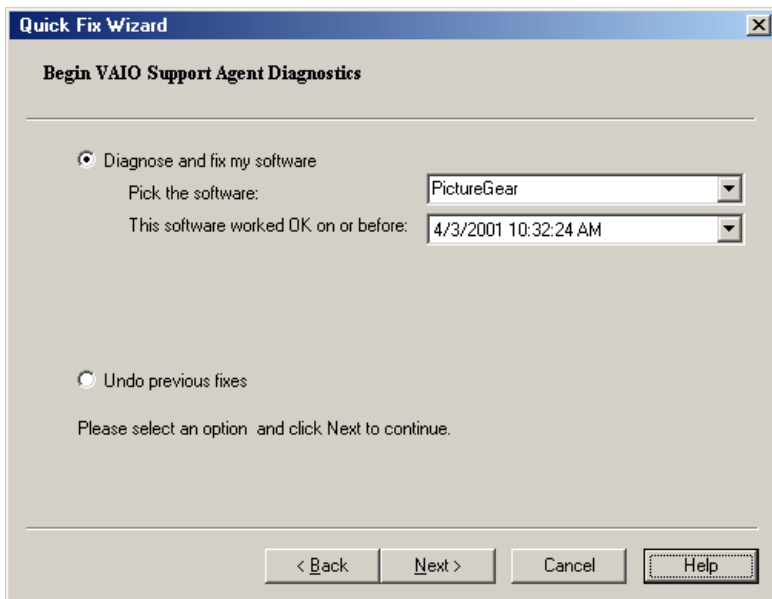 Quick Fix Wizard
Begin VAIO Support Agent Diagnostics
Diagnose and fix my software
Pick the software: PictureGear
This software worked OK on or before: 4/3/2001 10:32:24 AM
Undo previous fixes
Please select an option and click Next to continue.
< Back Next > Cancel Help